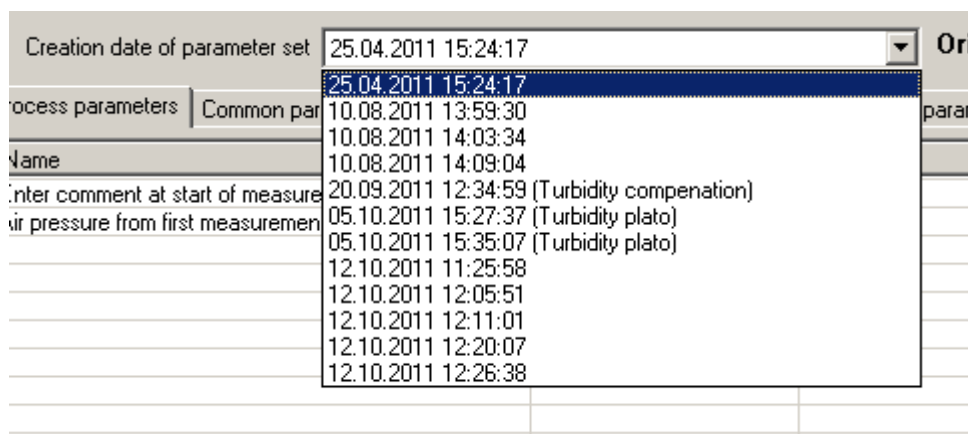 Creation date of parameter set 25.04.2011 15:24:17 Ori
25.04.2011 15:24:17
rocess parameters Common par 10.08.2011 13:59:30 param
10.08.2011 14:03:34
10.08.2011 14:09:04
Name
nter comment at start of measure 20.09.2011 12:34:59 (Turbidity compenation)
ir pressure from first measuremen 05.10.2011 15:27:37 (Turbidity plato)
05.10.2011 15:35:07 (Turbidity plato)
12.10.2011 11:25:58
12.10.2011 12:05:51
12.10.2011 12:11:01
12.10.2011 12:20:07
12.10.2011 12:26:38